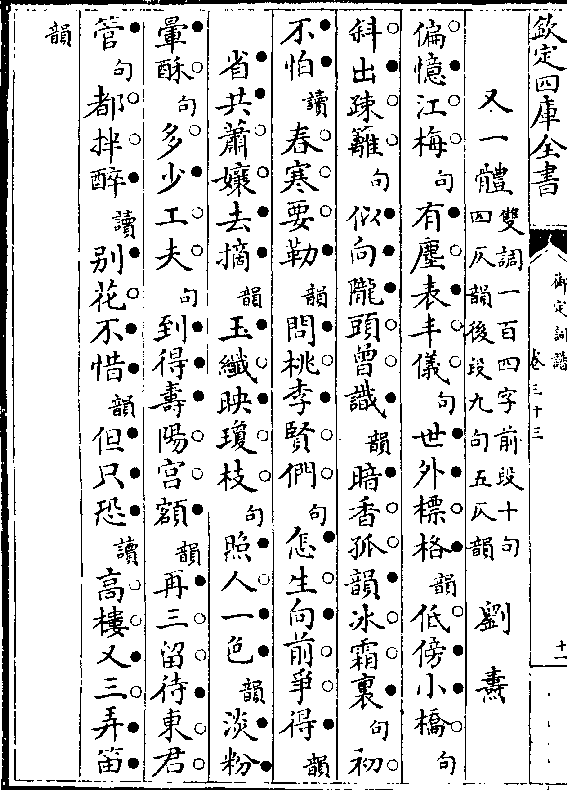 欽定四庫全書
御定詞譜
卷三十三
十一
又一體
雙調一百四字前段十句
四仄韻後段九句五仄韻
劉燾
偏憶江梅句有塵表丰儀句世外標格韻低傍小橋句
斜出疎籬句似向隴頭曾識韻暗香孤韻冰霜裏句初
不怕讀春寒要勒韻問桃李賢們句怎生向前爭得韻
省共蕭孃去摘韻玉纖映瓊枝句照人一色韻淡粉
暈酥句多少工夫句到得壽陽宮額韻再三留待東君
管句都拌醉讀别花不惜韻但只恐讀高樓又三弄笛
韻